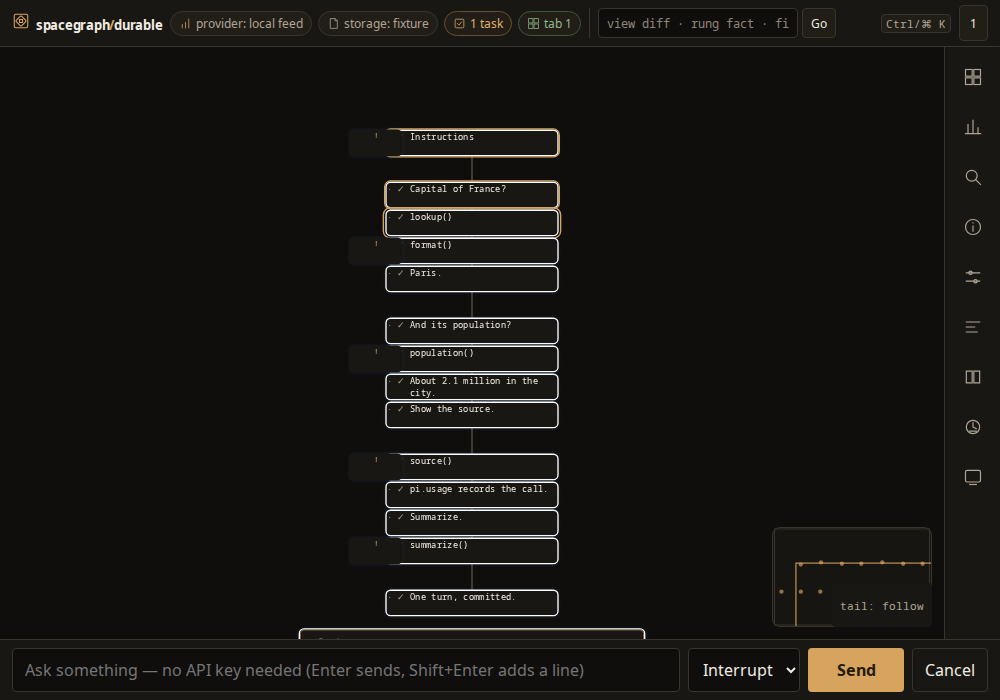 spacegraph/durable
provider: local feed
storage: fixture
1 task
tab 1
view diff · rung fact · fi
Go
Ctrl/⌘ K
1
! Instructions
· ✓ Capital of France?
· ✓ lookup()
! format()
· ✓ Paris.
· ✓ And its population?
! population()
· ✓ About 2.1 million in the
city.
· ✓ Show the source.
! source()
· ✓ pi.usage records the call.
· ✓ Summarize.
! summarize()
· ✓ One turn, committed.
tail: follow
Ask something — no API key needed (Enter sends, Shift+Enter adds a line)
Interrupt
Send
Cancel